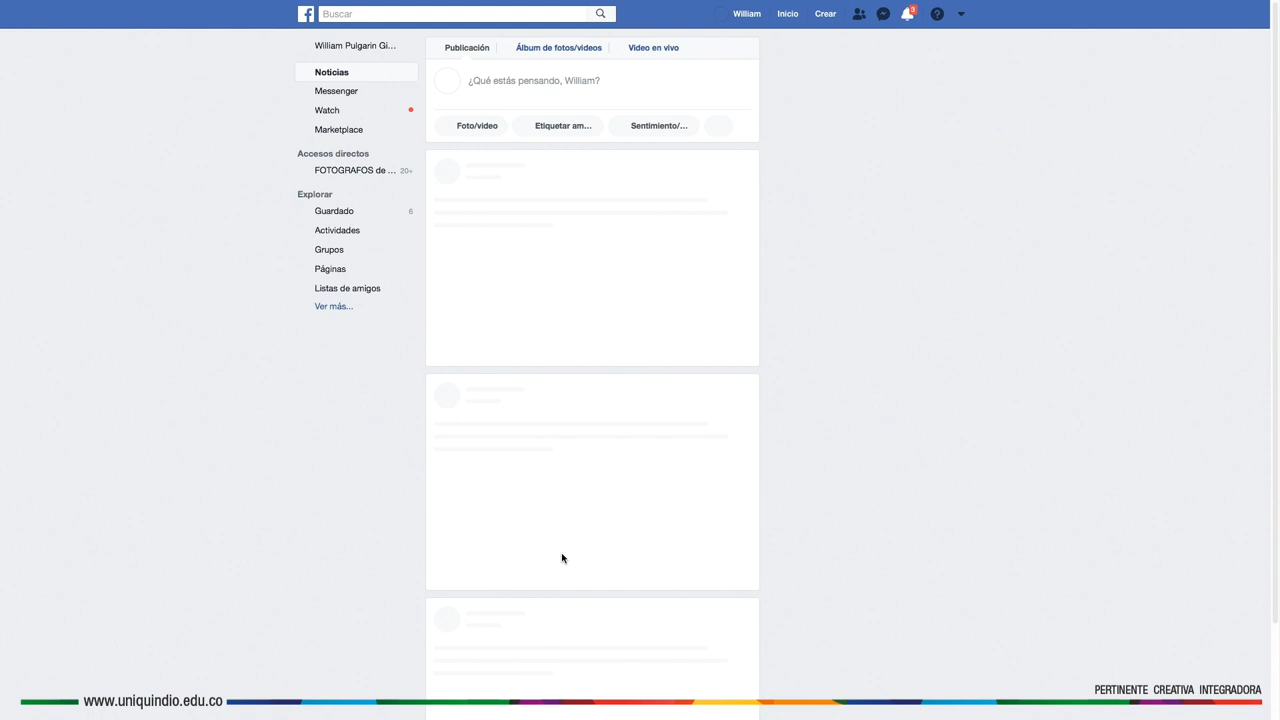 Buscar
William Inicio Crear 3 ?
William Pulgarin Gi...
Noticias
Messenger
Watch
Marketplace
Accesos directos
FOTOGRAFOS de ... 20+
Explorar
Guardado 6
Actividades
Grupos
Páginas
Listas de amigos
Ver más...
Publicación Álbum de fotos/videos Video en vivo
¿Qué estás pensando, William?
Foto/video Etiquetar am... Sentimiento/...
PERTINENTE CREATIVA INTEGRADORA
www.uniquindio.edu.co